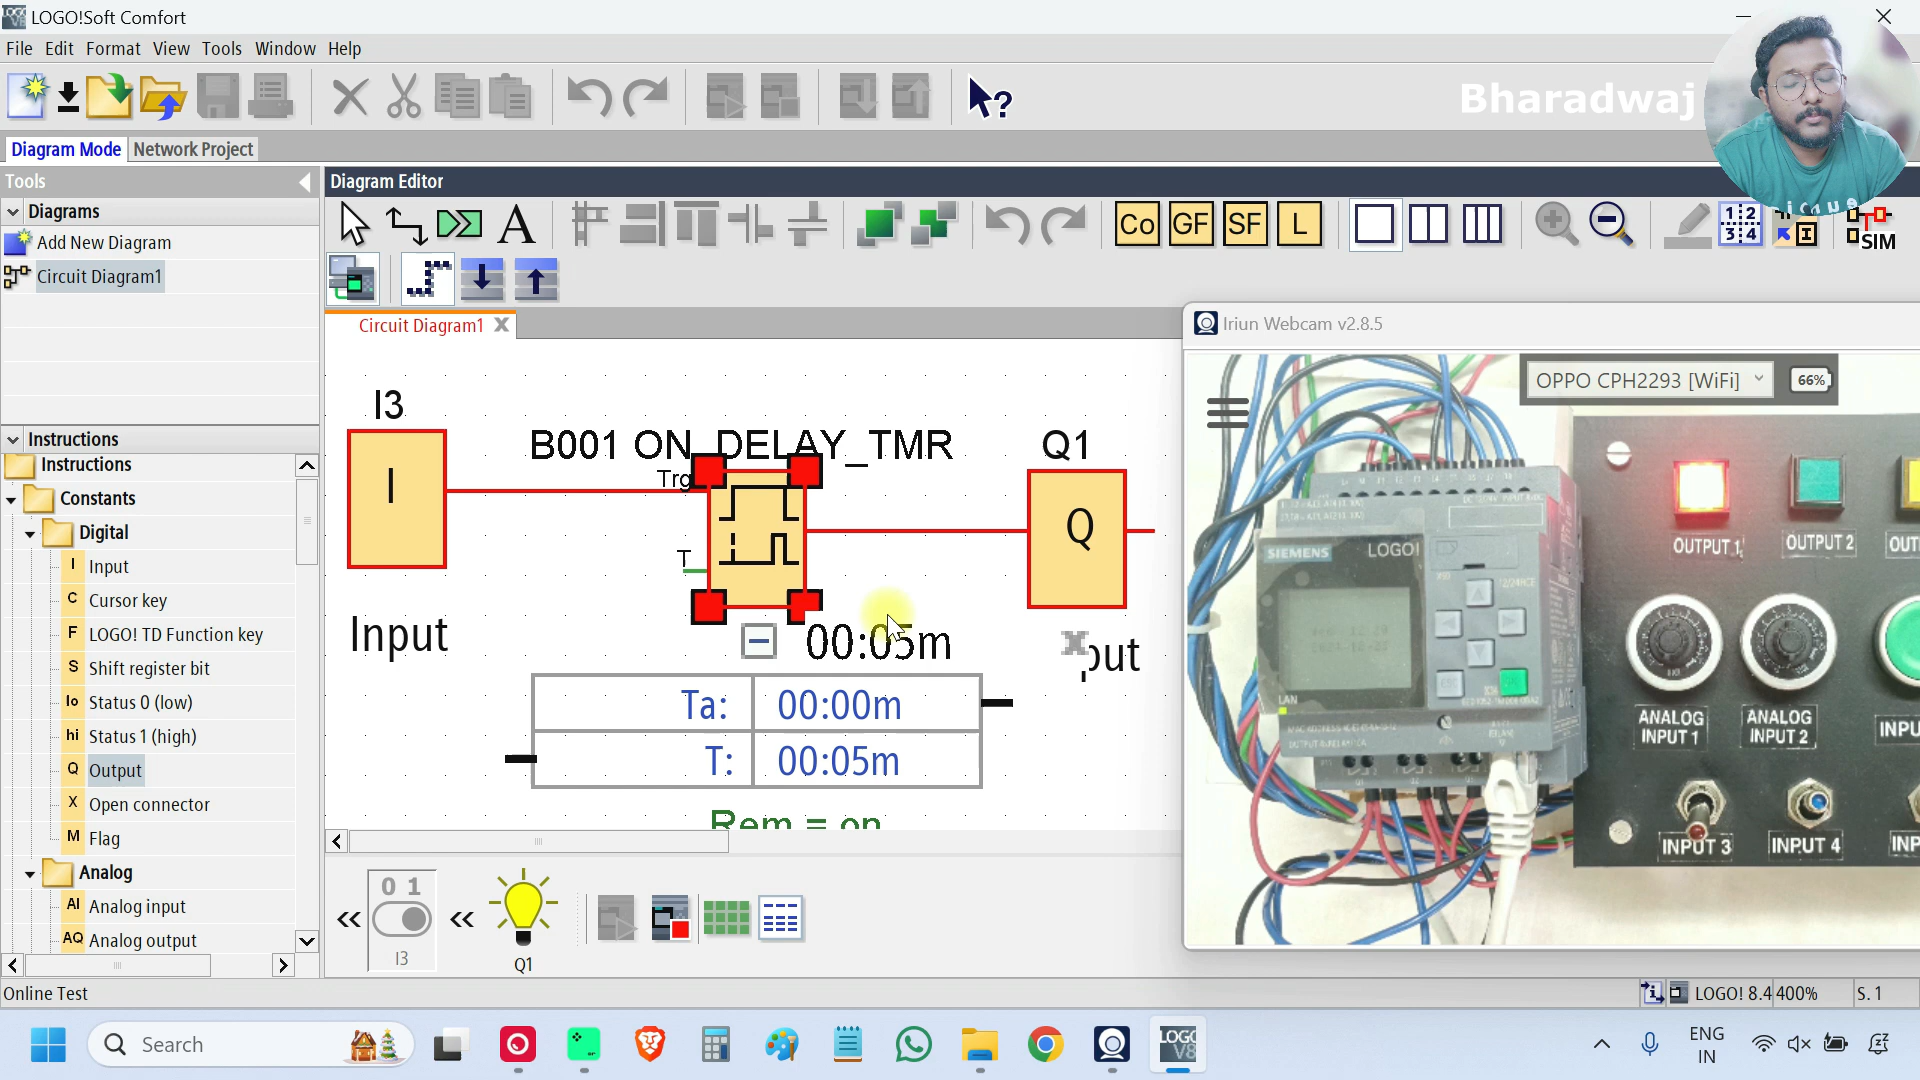 LOGO!Soft Comfort
File Edit Format View Tools Window Help
Bharadwaj
Diagram Mode Network Project
Tools
Diagram Editor
Diagrams
Add New Diagram
Circuit Diagram1
Co GF SF L
1 2
3 4
SIM
Circuit Diagram1
Iriun Webcam v2.8.5
OPPO CPH2293 [WiFi]
66%
Instructions
Instructions
Constants
Digital
I Input
C Cursor key
F LOGO! TD Function key
S Shift register bit
lo Status 0 (low)
hi Status 1 (high)
Q Output
X Open connector
M Flag
Analog
AI Analog input
AQ Analog output
I3
I
Input
B001 ON_DELAY_TMR
Trg
T
00:05m
Q1
Q
put
Ta: 00:00m
T: 00:05m
Rem = on
SIEMENS LOGO!
LAN
OUTPUT 1
OUTPUT 2
ANALOG INPUT 1
ANALOG INPUT 2
INPUT 3
INPUT 4
0 1
I3
Q1
Online Test
LOGO! 8.4 400% S. 1
Search
ENG
IN